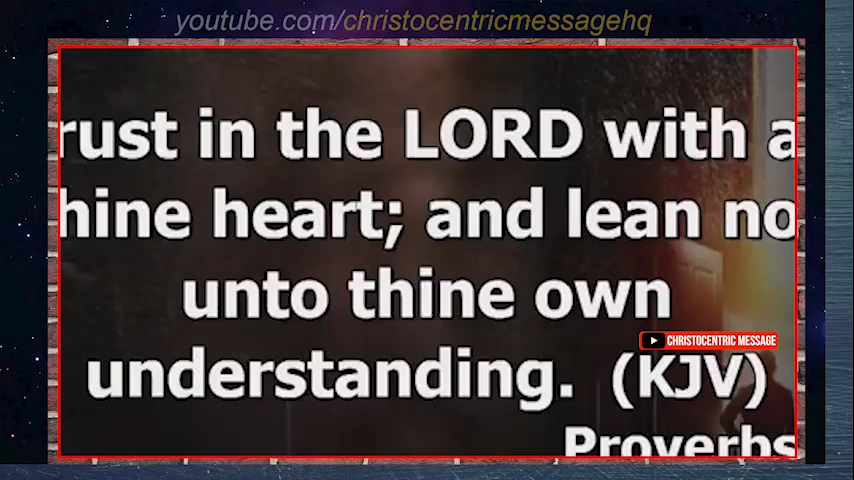 youtube.com/christocentricmessagehq
rust in the LORD with a
hine heart; and lean no
unto thine own
CHRISTOCENTRIC MESSAGE
understanding. (KJV)
Proverbs